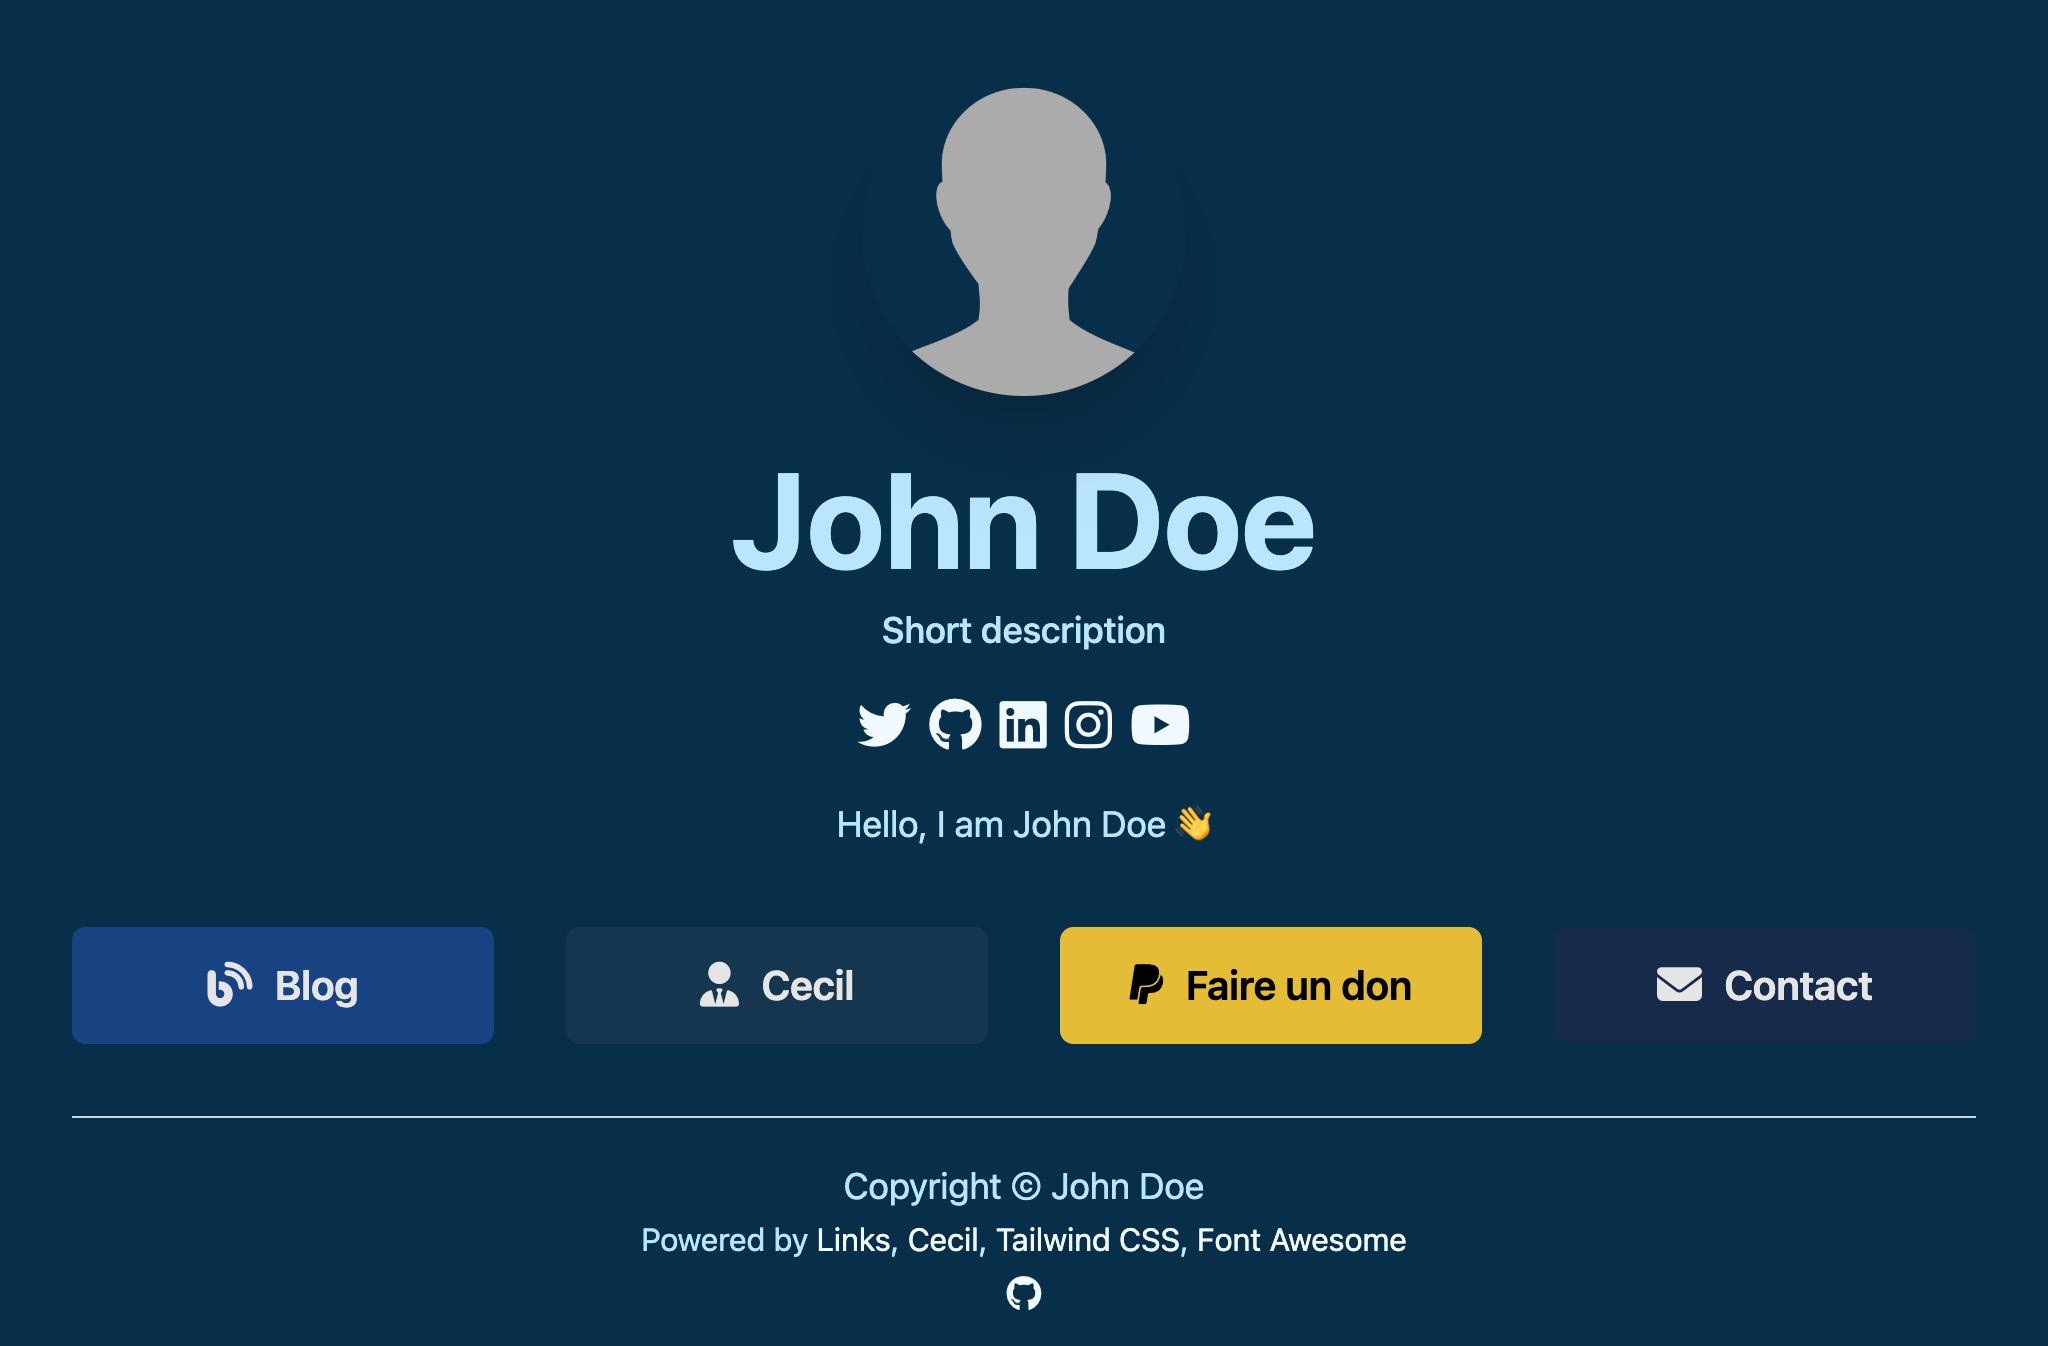 John Doe
Short description
Hello, I am John Doe 👋
Blog
Cecil
Faire un don
Contact
Copyright © John Doe
Powered by Links, Cecil, Tailwind CSS, Font Awesome